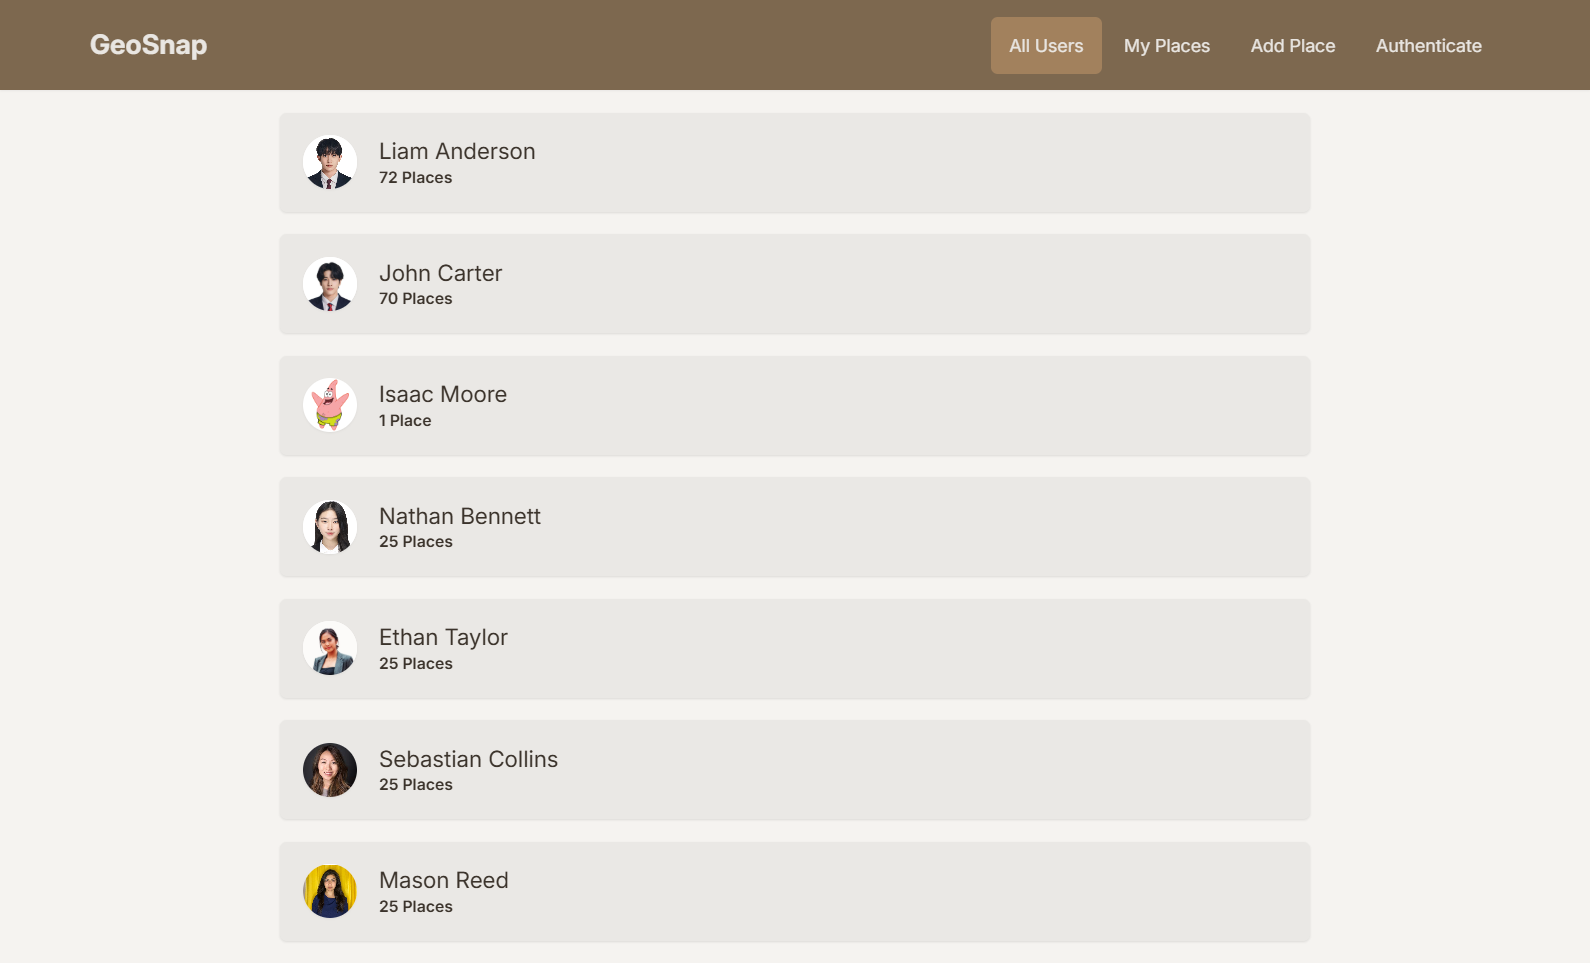 GeoSnap
All Users
My Places
Add Place
Authenticate
Liam Anderson
72 Places
John Carter
70 Places
Isaac Moore
1 Place
Nathan Bennett
25 Places
Ethan Taylor
25 Places
Sebastian Collins
25 Places
Mason Reed
25 Places